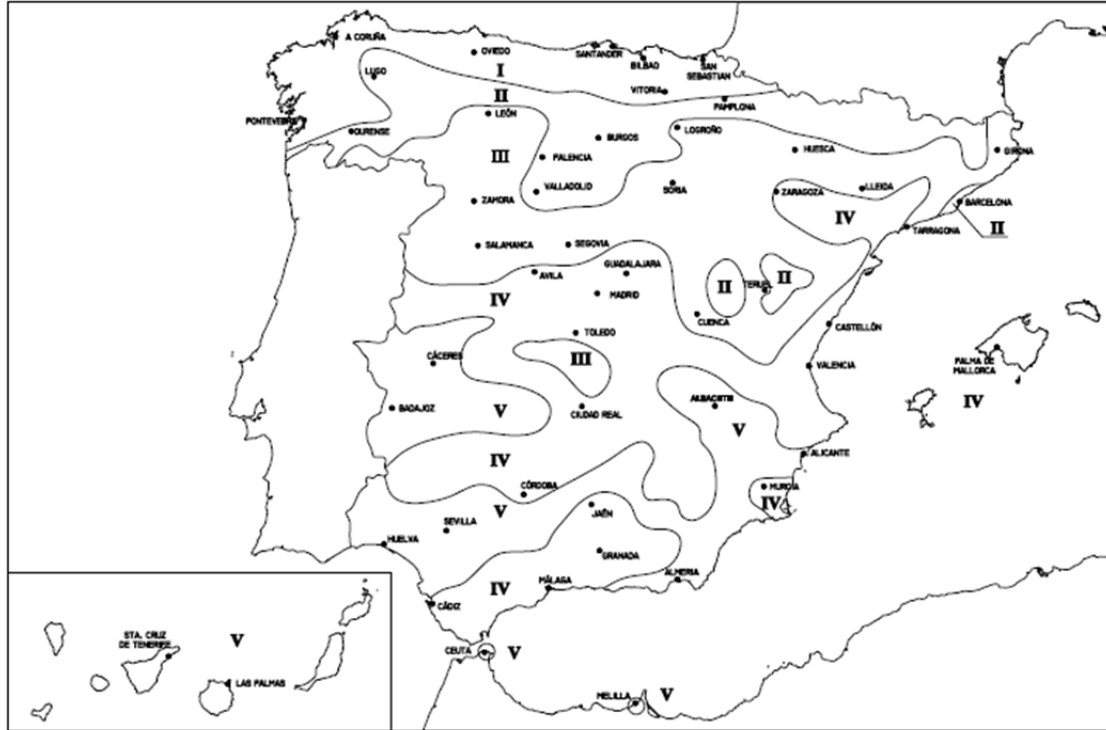 A CORUÑA
OVIEDO
SANTANDER
BILBAO
SAN
SEBASTIAN
I
LUGO
VITORIA
II
PAMPLONA
LEÓN
PONTEVEDRA
OURENSE
LOGROÑO
BURGOS
HUESCA
GIRONA
III
PALENCIA
VALLADOLID
SORIA
ZARAGOZA
LLEIDA
ZAMORA
BARCELONA
IV
TARRAGONA
II
SALAMANCA
SEGOVIA
GUADALAJARA
AVILA
II
TERUEL
II
IV
MADRID
CUENCA
CASTELLÓN
TOLEDO
CÁCERES
III
VALENCIA
PALMA DE
MALLORCA
IV
BADAJOZ
V
CIUDAD REAL
ALBACETE
V
ALICANTE
IV
MURCIA
IV
CÓRDOBA
V
JAÉN
SEVILLA
HUELVA
GRANADA
ALMERIA
MÁLAGA
IV
CÁDIZ
STA. CRUZ
DE TENERIFE
V
CEUTA
V
LAS PALMAS
MELILLA
V